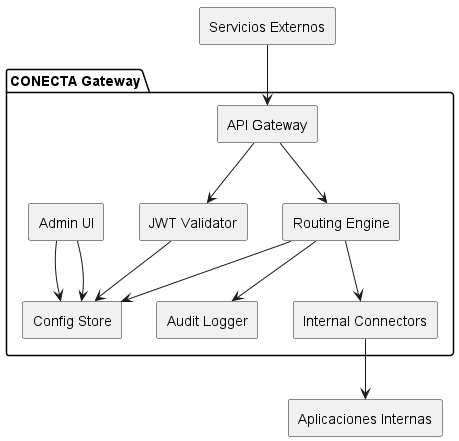 Servicios Externos
CONECTA Gateway
API Gateway
Admin UI
JWT Validator
Routing Engine
Config Store
Audit Logger
Internal Connectors
Aplicaciones Internas